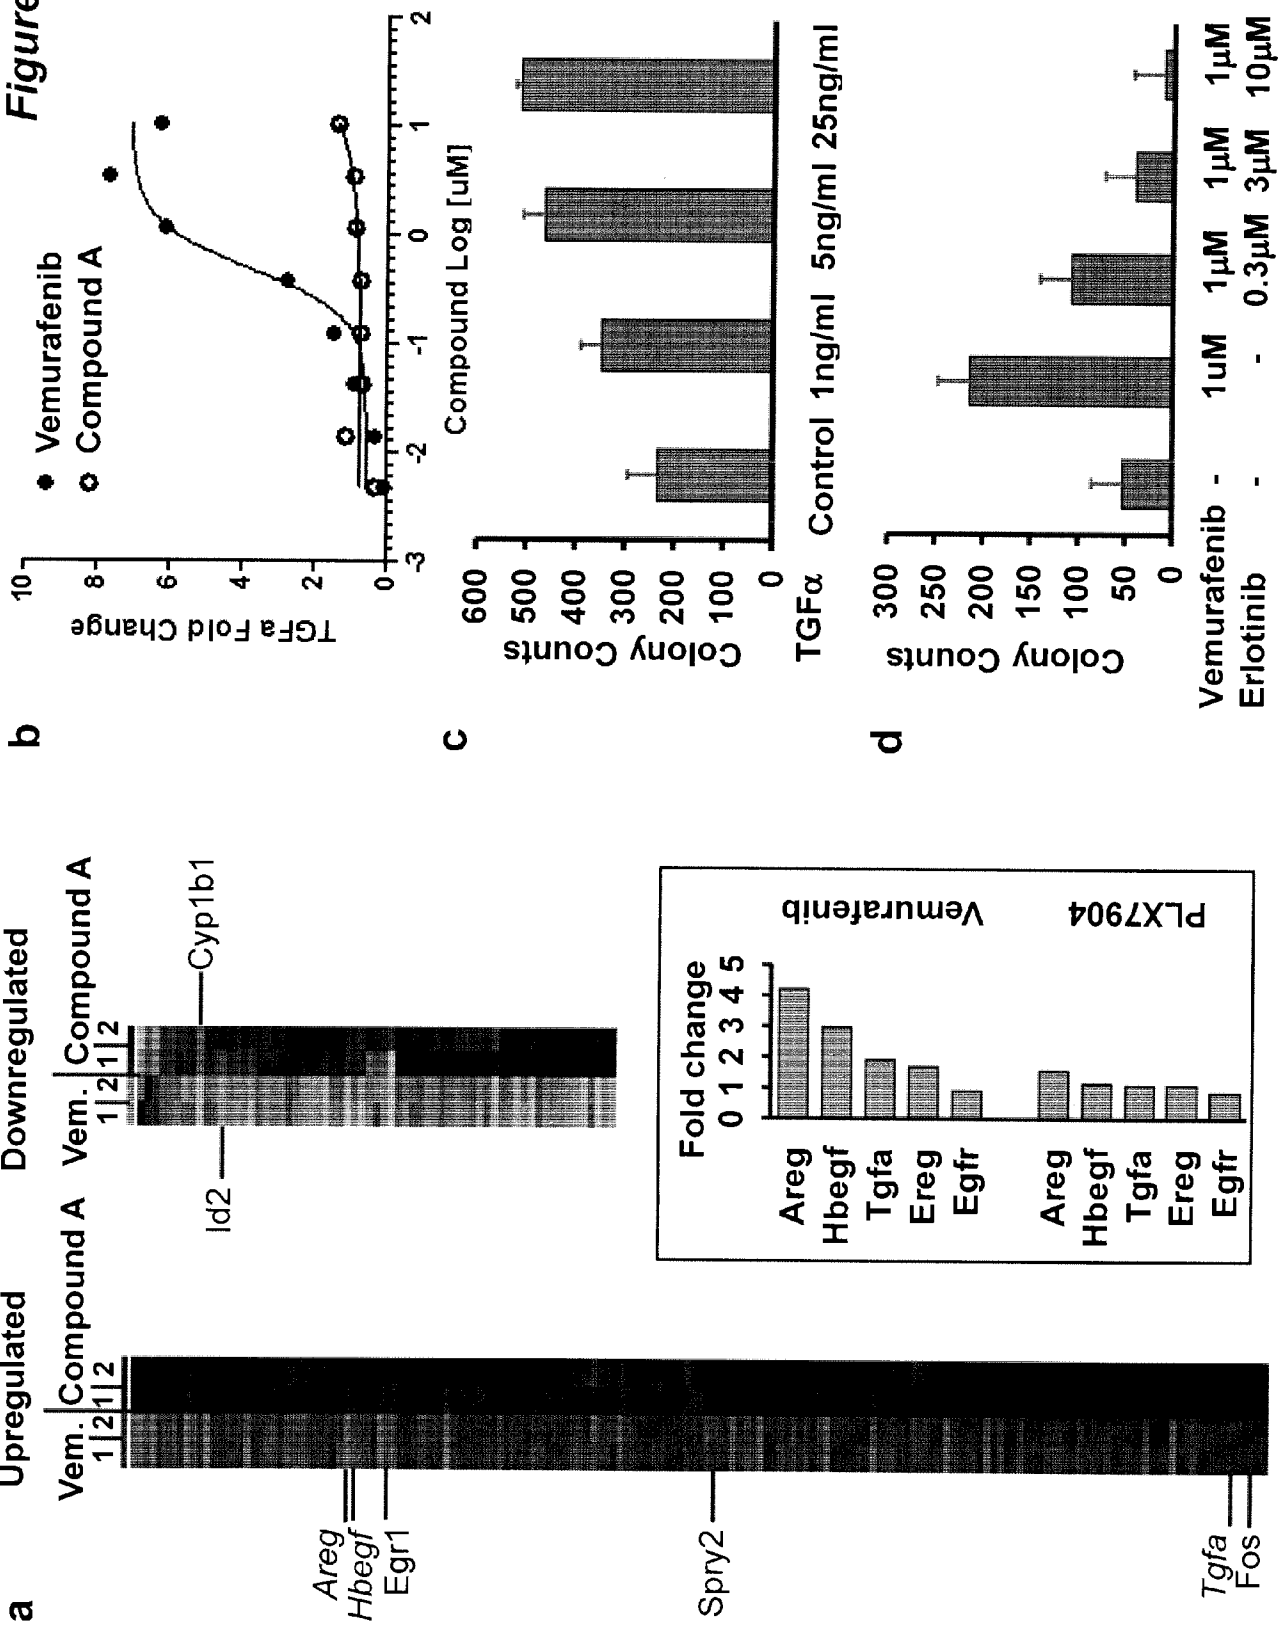 Figure
a
Upregulated
Vem. Compound A
1|2 1|2
Areg
Hbegf
Egr1
Spry2
Tgfa
Fos
Downregulated
Vem. Compound A
1|2 1|2
Id2
Cyp1b1
Fold change
0 1 2 3 4 5
Areg
Hbegf
Tgfa
Ereg
Egfr
Vemurafenib
Areg
Hbegf
Tgfa
Ereg
Egfr
PLX7904
b
Vemurafenib
Compound A
TGFa Fold Change
10
8
6
4
2
0
-3 -2 -1 0 1 2
Compound Log [uM]
c
Colony Counts
600
500
400
300
200
100
0
TGFα Control 1ng/ml 5ng/ml 25ng/ml
d
Colony Counts
300
250
200
150
100
50
0
Vemurafenib - 1uM 1µM 1µM 1µM
Erlotinib - - 0.3µM 3µM 10µM